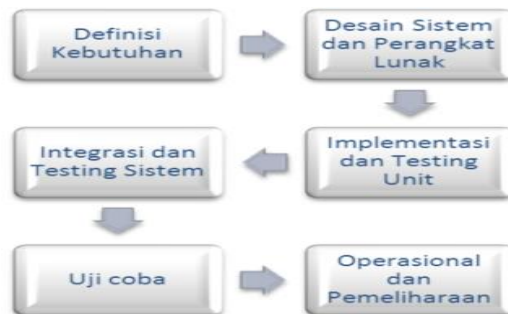 Definisi
Kebutuhan
Desain Sistem
dan Perangkat
Lunak
Implementasi
dan Testing
Unit
Integrasi dan
Testing Sistem
Uji coba
Operasional
dan
Pemeliharaan